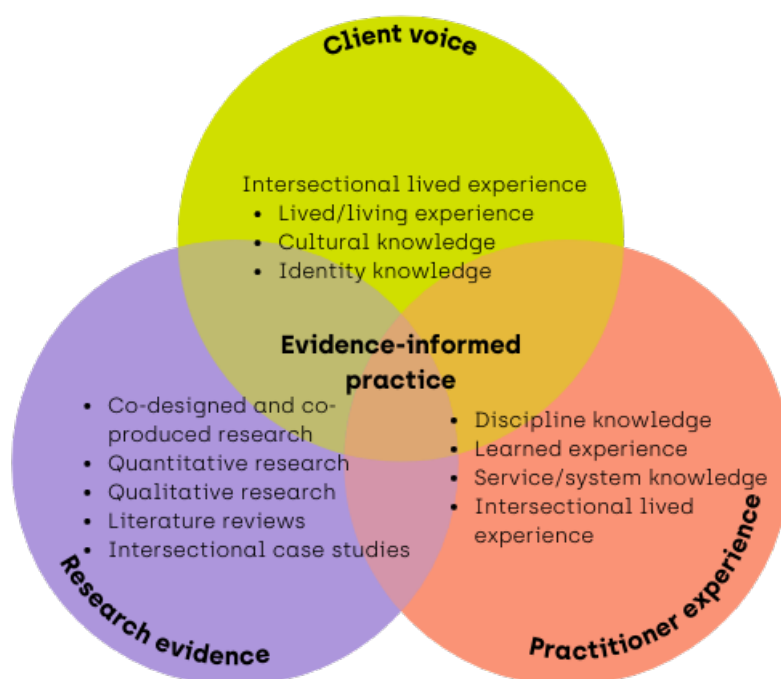 Client voice
Intersectional lived experience
• Lived/living experience
• Cultural knowledge
• Identity knowledge
Evidence-informed
practice
• Co-designed and co-
produced research
• Quantitative research
• Qualitative research
• Literature reviews
• Intersectional case studies
Research evidence
• Discipline knowledge
• Learned experience
• Service/system knowledge
• Intersectional lived
experience
Practitioner experience